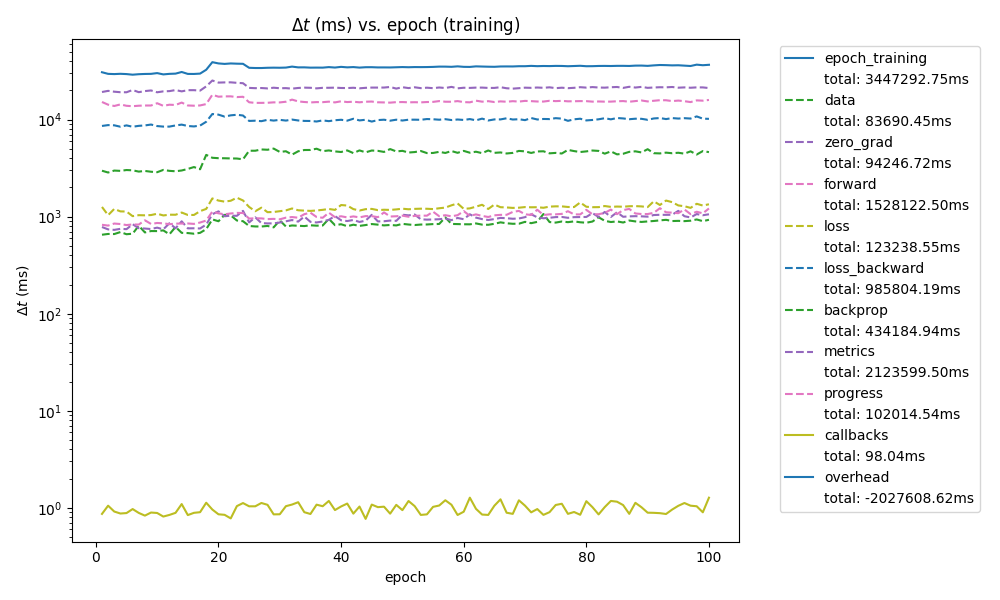 Δt (ms) vs. epoch (training)
Δt (ms)
10⁴
10³
10²
10¹
10⁰
0 20 40 60 80 100
epoch
epoch_training
total: 3447292.75ms
data
total: 83690.45ms
zero_grad
total: 94246.72ms
forward
total: 1528122.50ms
loss
total: 123238.55ms
loss_backward
total: 985804.19ms
backprop
total: 434184.94ms
metrics
total: 2123599.50ms
progress
total: 102014.54ms
callbacks
total: 98.04ms
overhead
total: -2027608.62ms